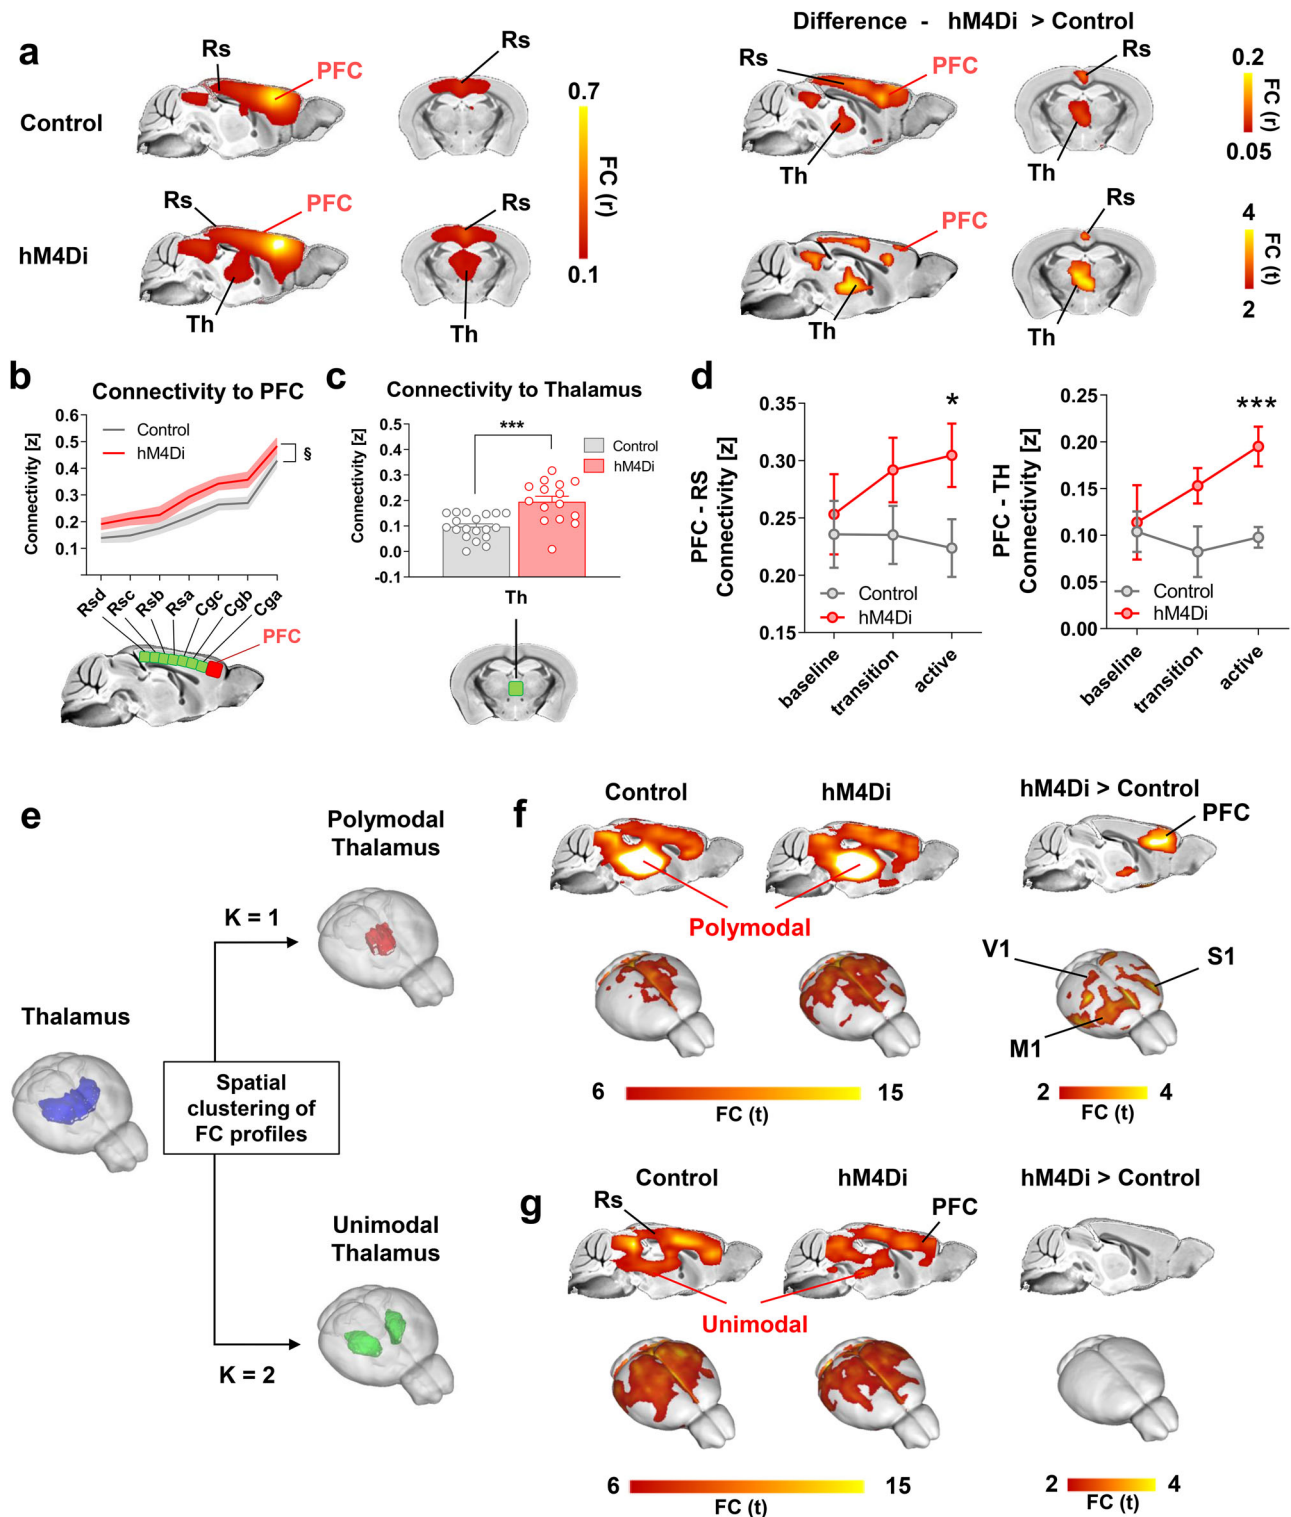 a
Control
Rs
PFC
Rs
0.7
FC (r)
0.1
hM4Di
Rs
PFC
Th
Rs
Th
Difference - hM4Di > Control
Rs
PFC
Th
Rs
Th
0.2
FC (r)
0.05
PFC
Th
Rs
Th
4
FC (t)
2
b
Connectivity to PFC
Connectivity [z]
0.6
0.5
0.4
0.3
0.2
0.1
Control
hM4Di
§
Rsd
Rsc
Rsb
Rsa
Cgc
Cgb
Cga
PFC
c
Connectivity to Thalamus
Connectivity [z]
0.5
0.4
0.3
0.2
0.1
0.0
-0.1
***
Control
hM4Di
Th
d
PFC - RS
Connectivity [z]
0.35
0.30
0.25
0.20
0.15
*
Control
hM4Di
baseline
transition
active
PFC - TH
Connectivity [z]
0.25
0.20
0.15
0.10
0.05
0.00
***
Control
hM4Di
baseline
transition
active
e
Thalamus
Spatial
clustering of
FC profiles
K = 1
Polymodal
Thalamus
K = 2
Unimodal
Thalamus
f
Control
hM4Di
hM4Di > Control
PFC
Polymodal
V1
S1
M1
6
15
FC (t)
2
4
FC (t)
g
Control
hM4Di
hM4Di > Control
Rs
PFC
Unimodal
6
15
FC (t)
2
4
FC (t)